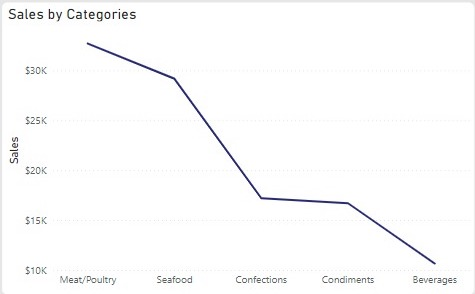 Sales by Categories
$30K
$25K
$20K
$15K
$10K
Sales
Meat/Poultry Seafood Confections Condiments Beverages